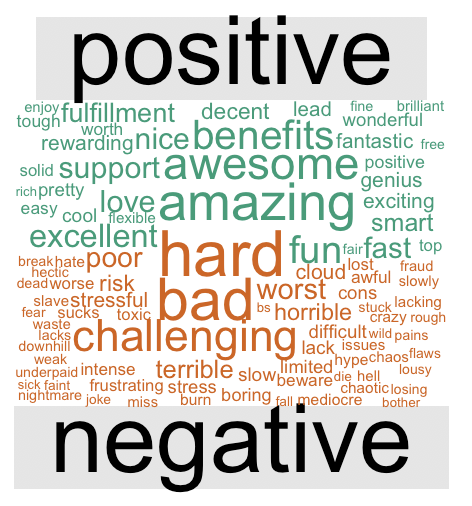 positive
enjoy fulfillment decent lead fine brilliant
tough worth wonderful
rewarding nice benefits fantastic free
solid support awesome positive
genius
rich pretty love amazing exciting
easy cool flexible smart
excellent hard fun fair fast top
break hate poor cloud lost fraud
hectic awful slowly
dead worse risk bad worst cons
slave stressful bs horrible stuck lacking
fear sucks toxic crazy rough
waste challenging difficult wild pains
lacks issues
downhill lack hype chaos flaws
weak terrible limited
underpaid intense slow beware die hell lousy
sick faint frustrating stress chaotic losing
nightmare joke miss burn boring fall mediocre bother
negative